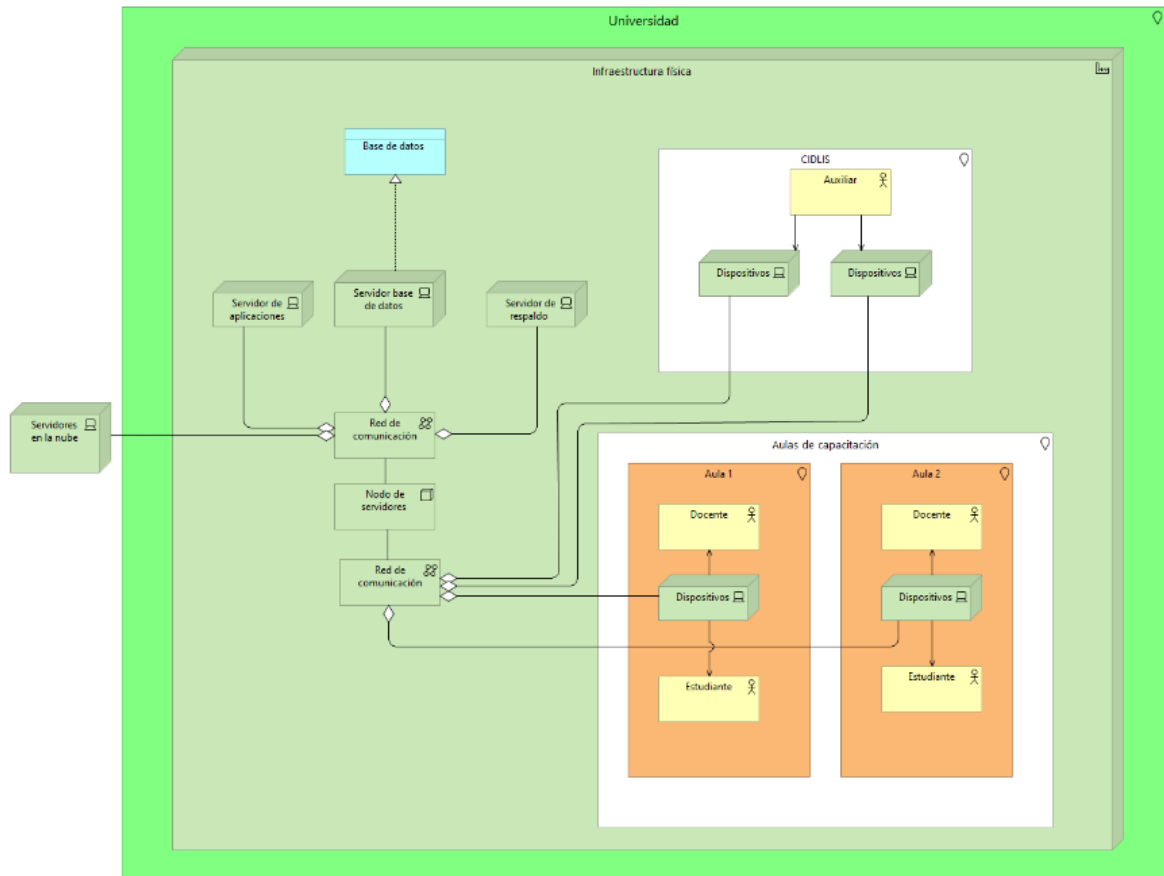 Universidad
Infraestructura física
Base de datos
CIDLIS
Auxiliar
Dispositivos
Dispositivos
Servidor de
aplicaciones
Servidor base
de datos
Servidor de
respaldo
Servidores
en la nube
Red de
comunicación
Nodo de
servidores
Red de
comunicación
Aulas de capacitación
Aula 1
Aula 2
Docente
Docente
Dispositivos
Dispositivos
Estudiante
Estudiante